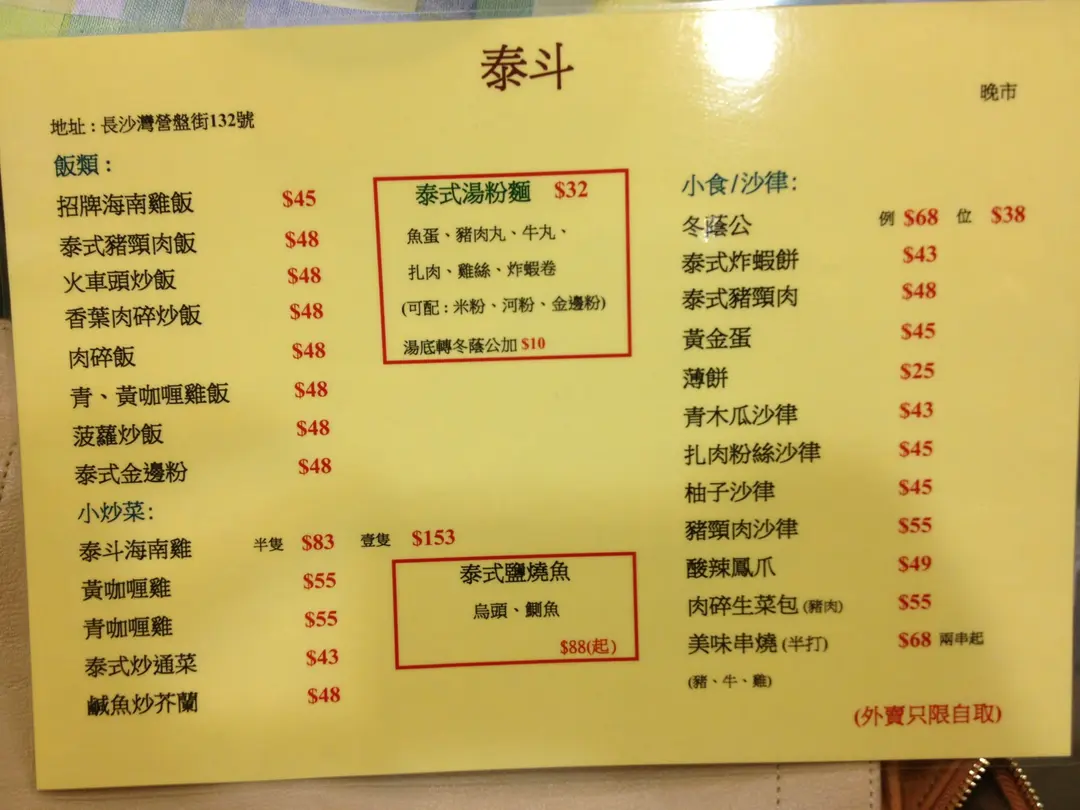 泰斗
晚市
地址：長沙灣營盤街132號
飯類：
招牌海南雞飯 $45
泰式豬頸肉飯 $48
火車頭炒飯 $48
香葉肉碎炒飯 $48
肉碎飯 $48
青、黃咖喱雞飯 $48
菠蘿炒飯 $48
泰式金邊粉 $48
小炒菜：
泰斗海南雞 半隻 $83 壹隻 $153
黃咖喱雞 $55
青咖喱雞 $55
泰式炒通菜 $43
鹹魚炒芥蘭 $48
泰式湯粉麵 $32
魚蛋、豬肉丸、牛丸、
扎肉、雞絲、炸蝦卷
(可配：米粉、河粉、金邊粉)
湯底轉冬蔭公加 $10
泰式鹽燒魚
烏頭、鰂魚
$88(起)
小食/沙律：
冬蔭公 例 $68 位 $38
泰式炸蝦餅 $43
泰式豬頸肉 $48
黃金蛋 $45
薄餅 $25
青木瓜沙律 $43
扎肉粉絲沙律 $45
柚子沙律 $45
豬頸肉沙律 $55
酸辣鳳爪 $49
肉碎生菜包(豬肉) $55
美味串燒(半打) $68 兩串起
(豬、牛、雞)
(外賣只限自取)